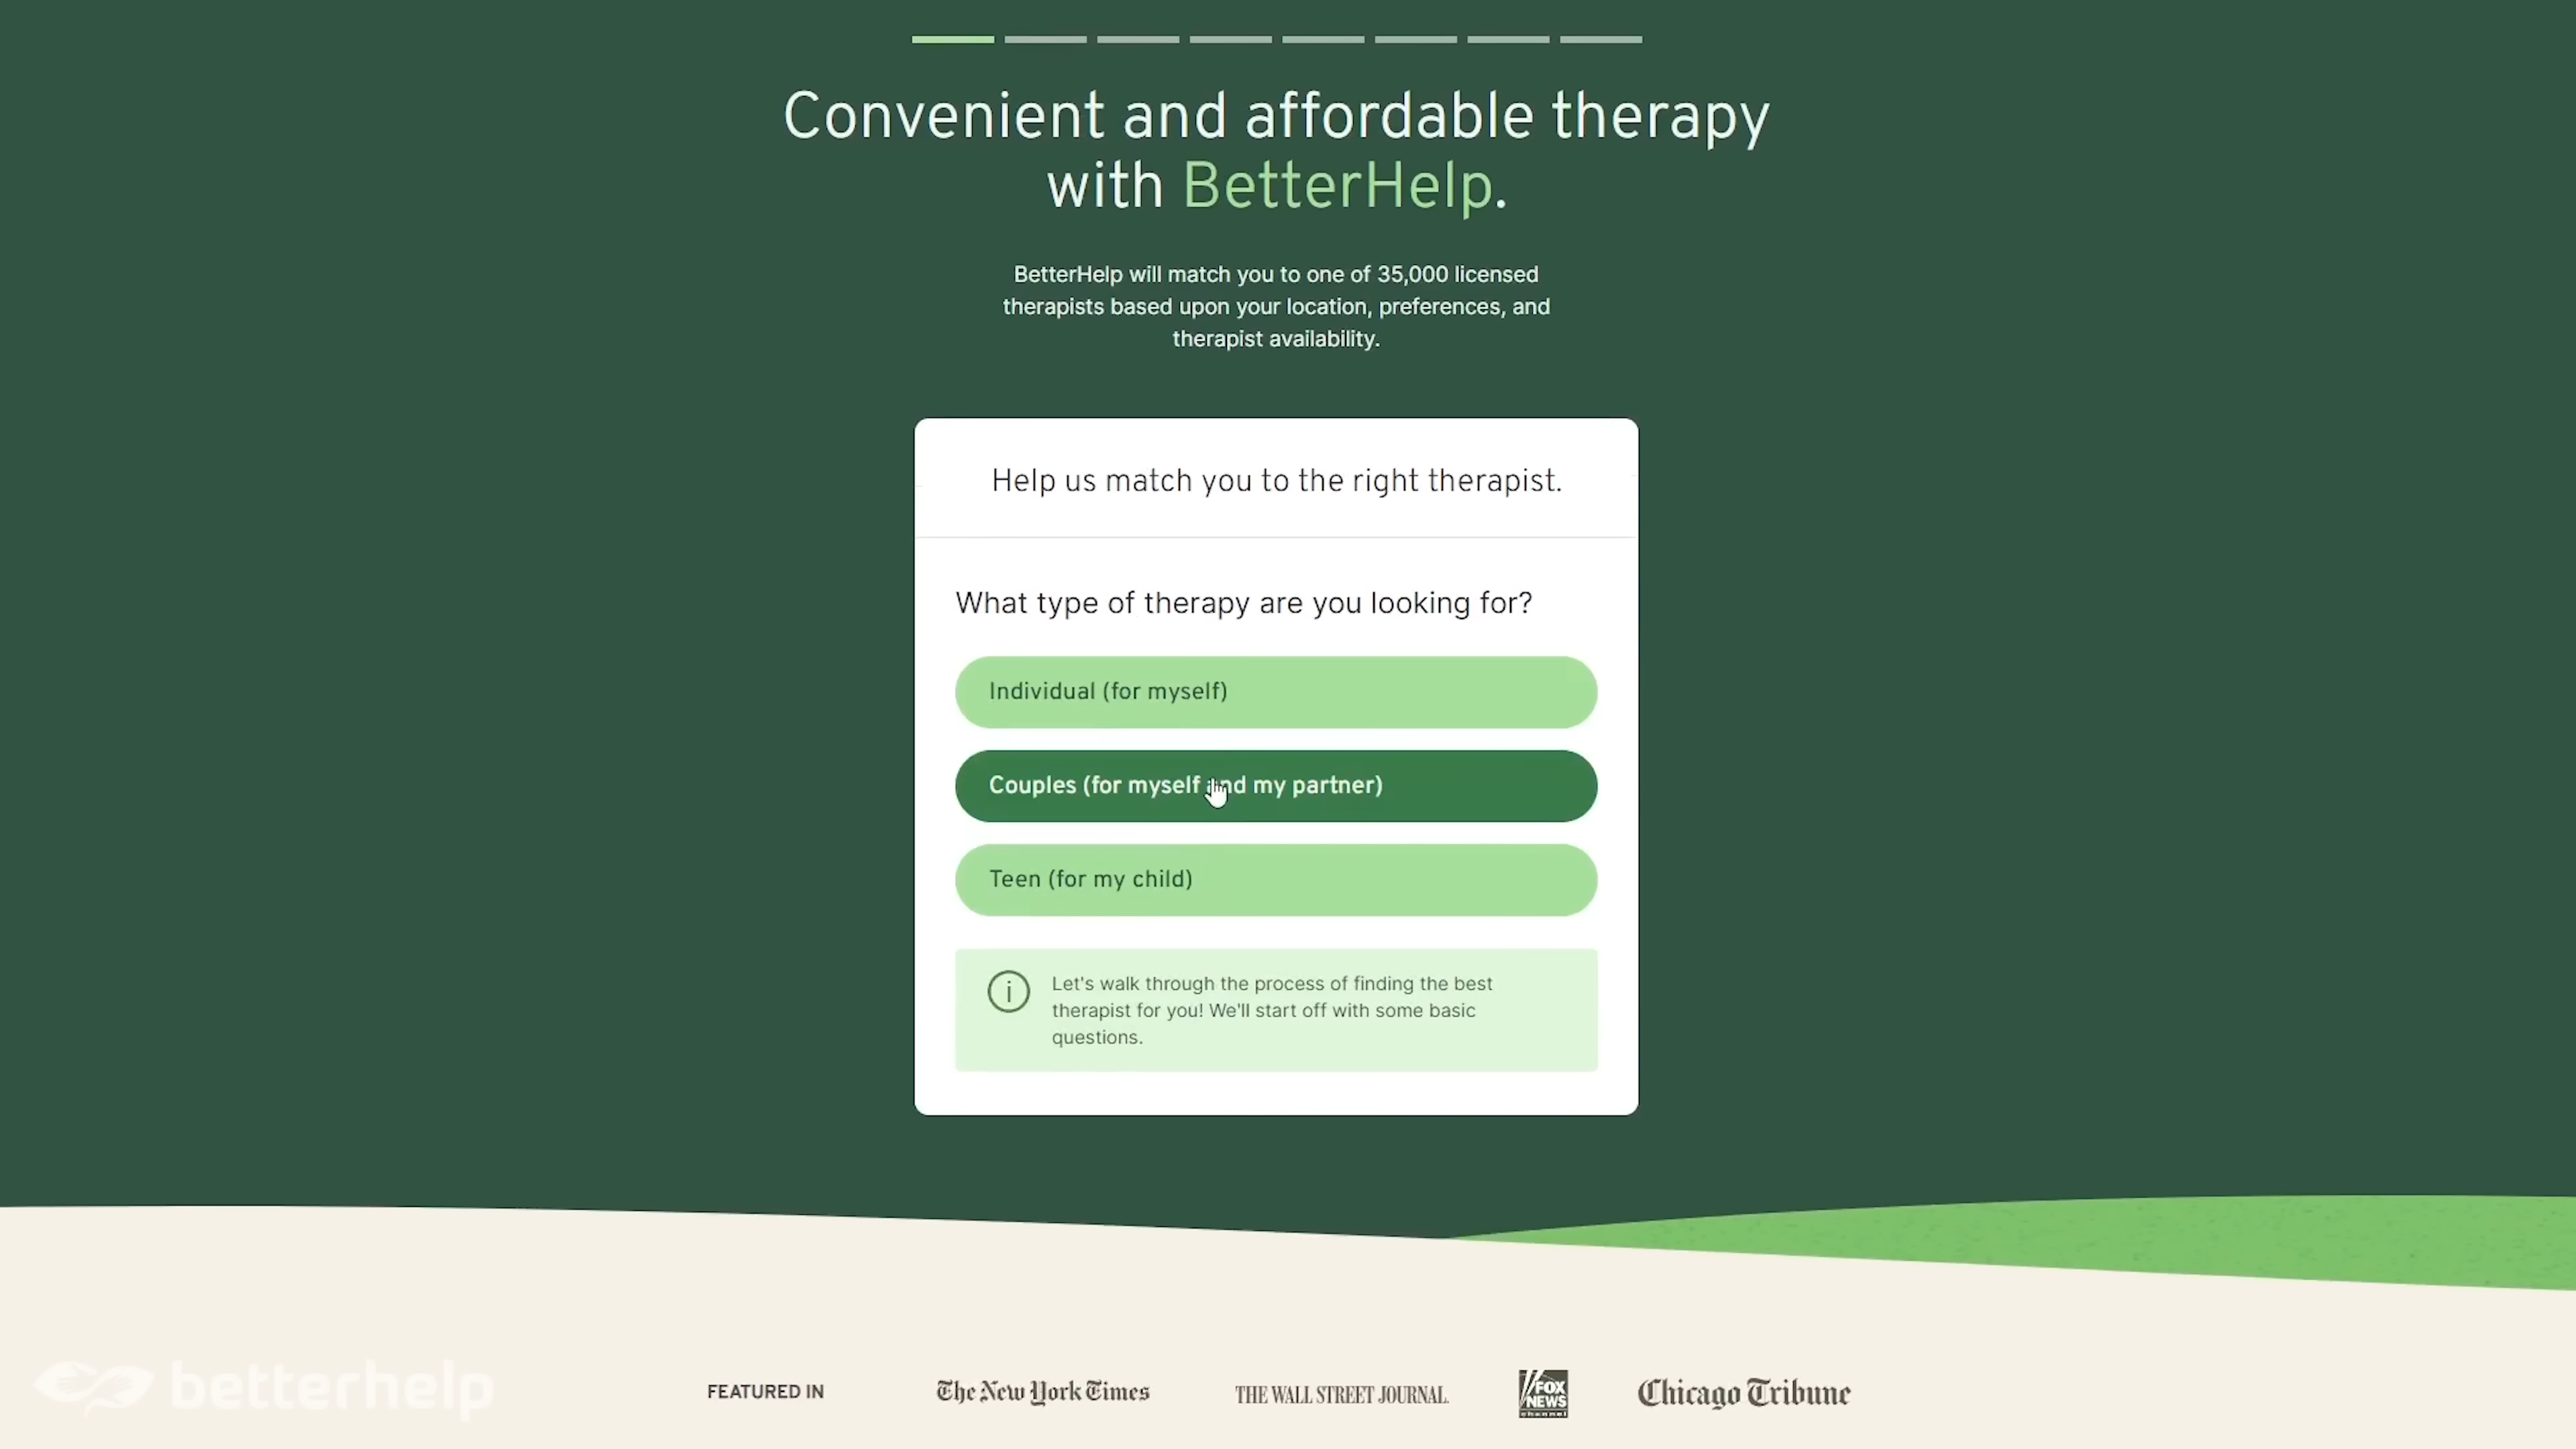 Convenient and affordable therapy
with BetterHelp.
BetterHelp will match you to one of 35,000 licensed
therapists based upon your location, preferences, and
therapist availability.
Help us match you to the right therapist.
What type of therapy are you looking for?
Individual (for myself)
Couples (for myself and my partner)
Teen (for my child)
Let's walk through the process of finding the best
therapist for you! We'll start off with some basic
questions.
betterhelp
FEATURED IN
The New York Times
THE WALL STREET JOURNAL.
FOX
NEWS
channel
Chicago Tribune